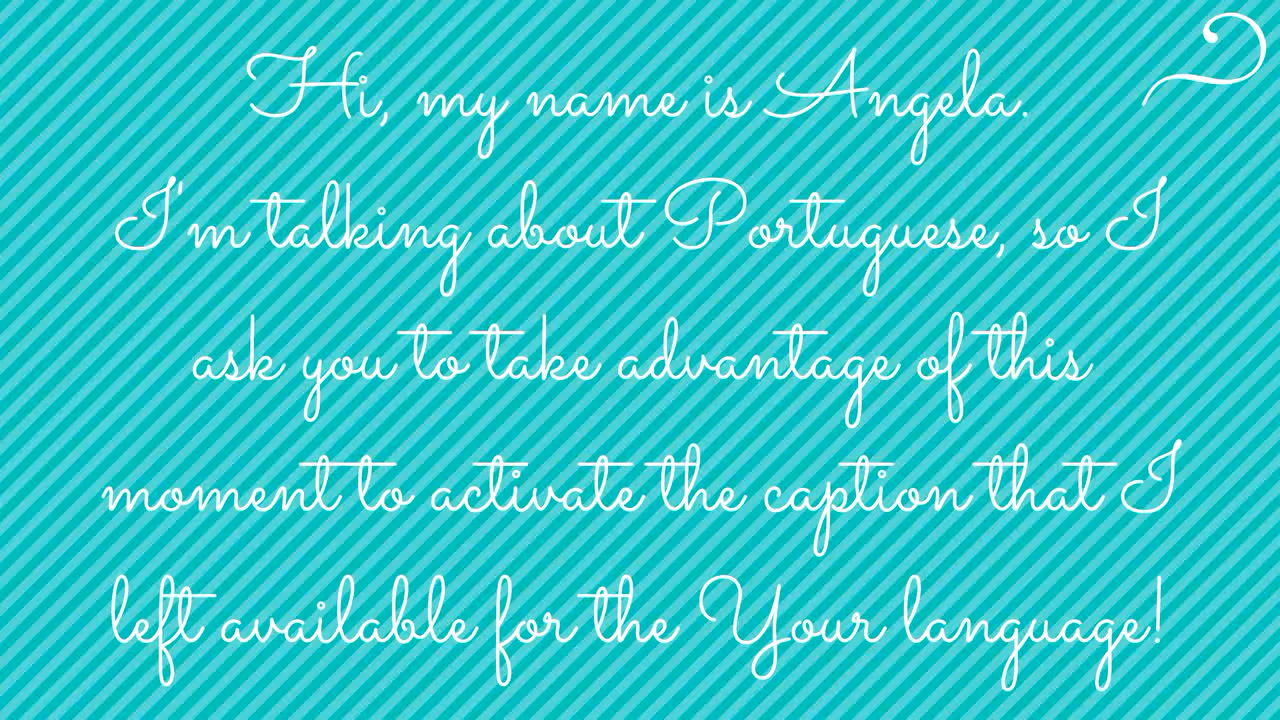 Hi, my name is Angela.
I'm talking about Portuguese, so I
ask you to take advantage of this
moment to activate the caption that I
left available for the Your language!